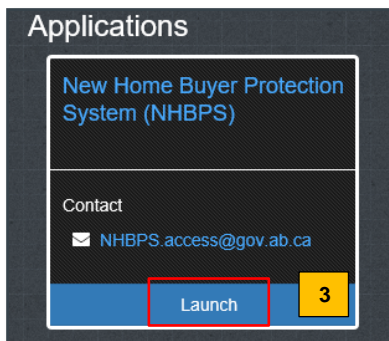 Applications
New Home Buyer Protection
System (NHBPS)
Contact
NHBPS.access@gov.ab.ca
Launch
3